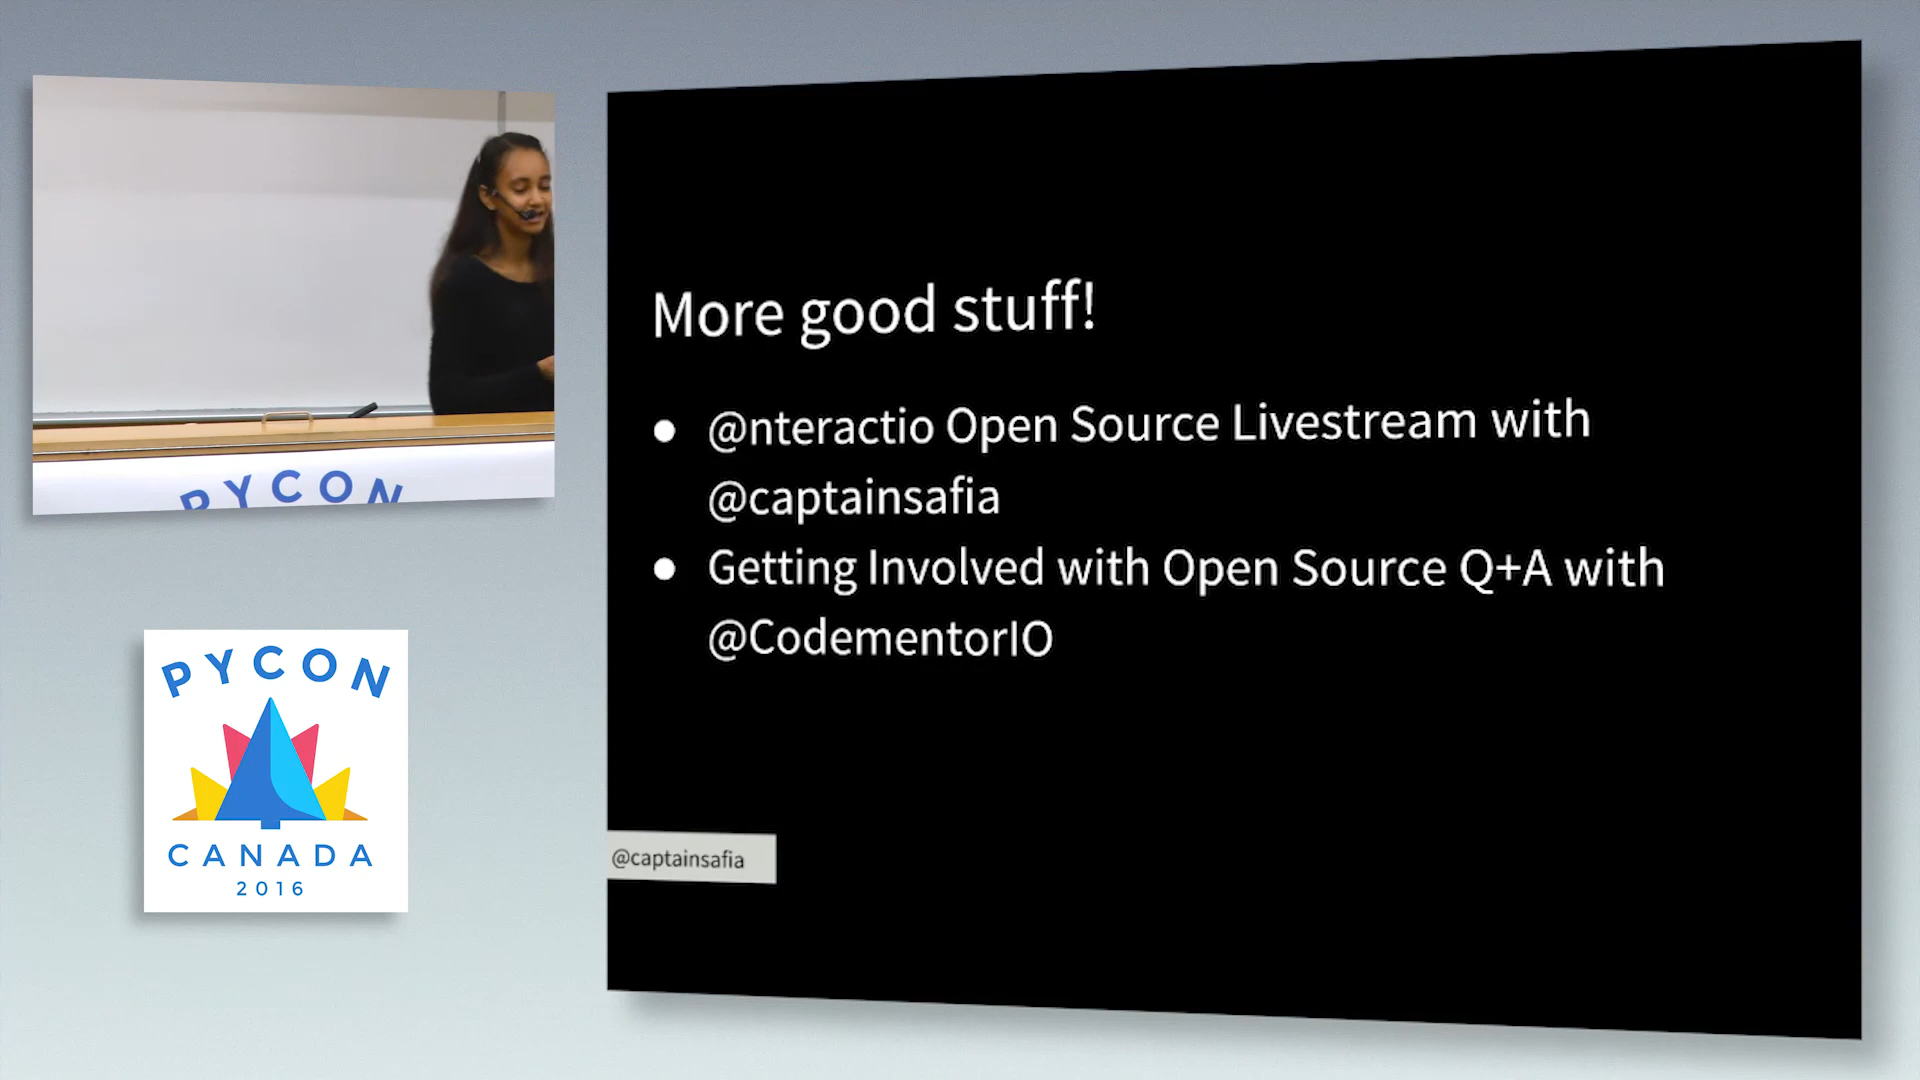 PYCON
PYCON
CANADA
2016
More good stuff!
● @nteractio Open Source Livestream with
@captainsafia
● Getting Involved with Open Source Q+A with
@CodementorIO
@captainsafia